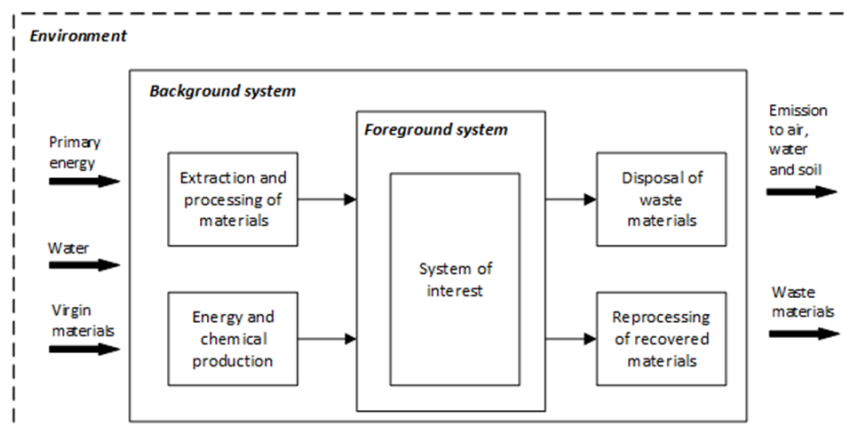 Environment
Background system
Foreground system
Primary
energy
Water
Virgin
materials
Extraction and
processing of
materials
Energy and
chemical
production
System of
interest
Disposal of
waste
materials
Reprocessing
of recovered
materials
Emission
to air,
water
and soil
Waste
materials